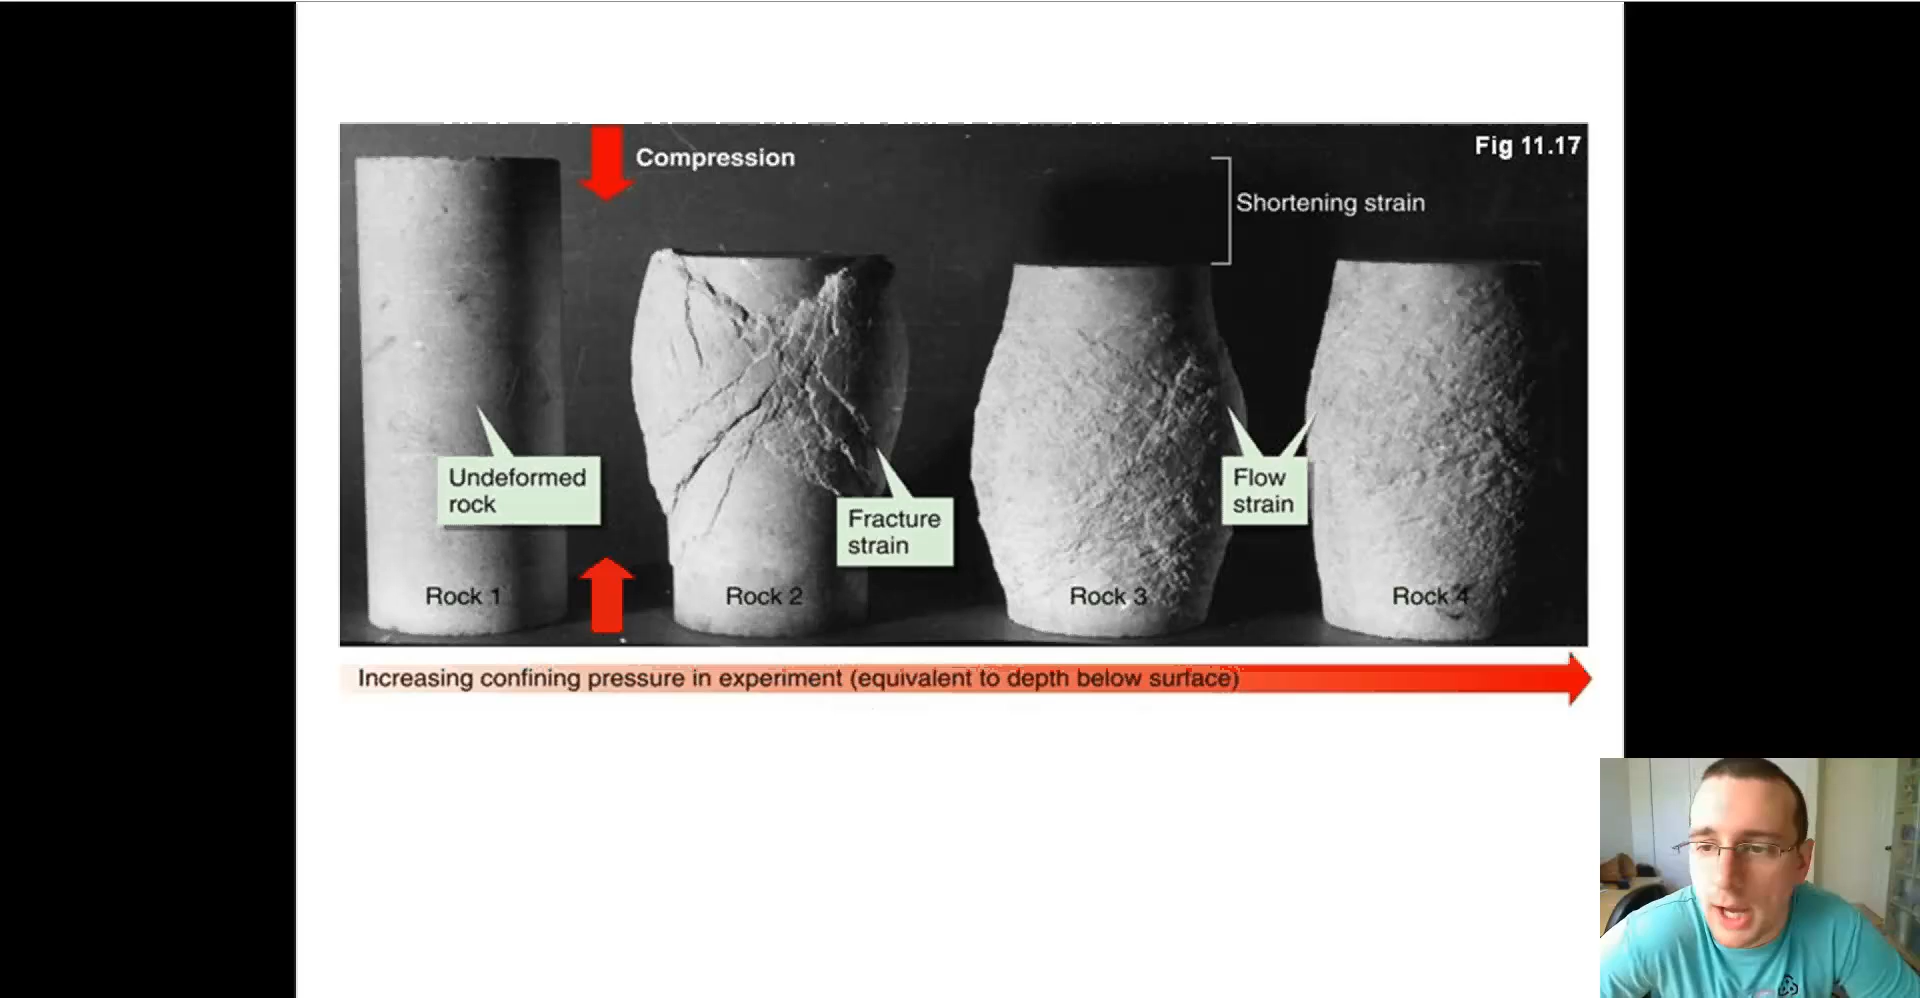 Fig 11.17
Compression
Shortening strain
Undeformed
rock
Fracture
strain
Flow
strain
Rock 1
Rock 2
Rock 3
Rock 4
Increasing confining pressure in experiment (equivalent to depth below surface)